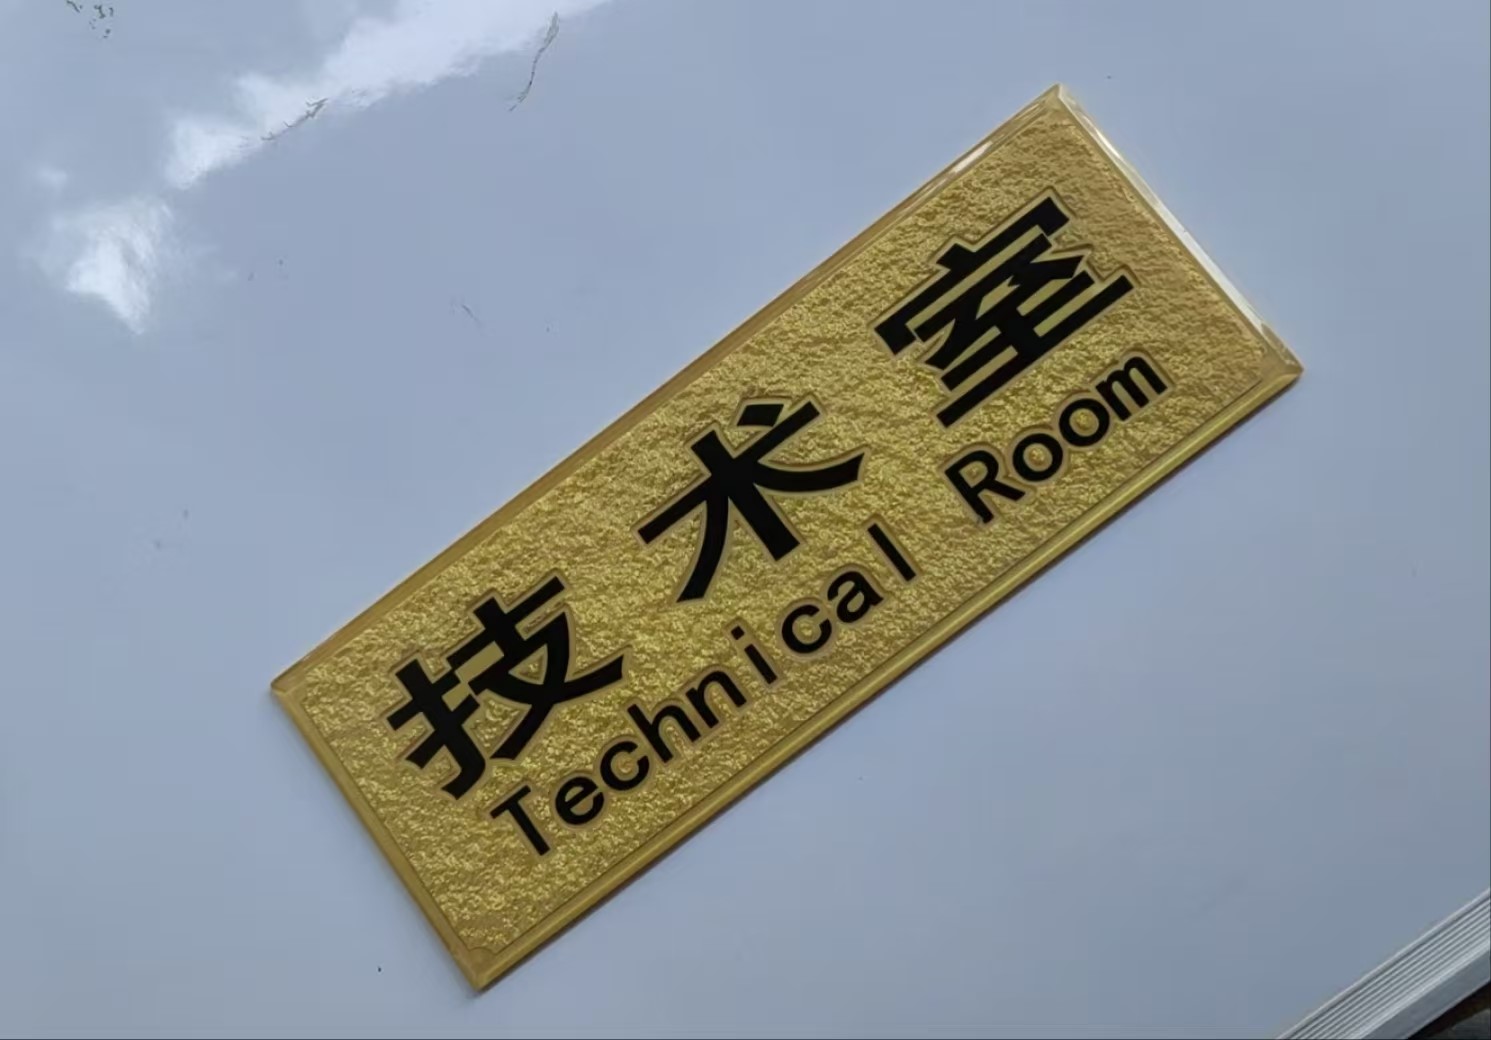 技术室
Technical Room